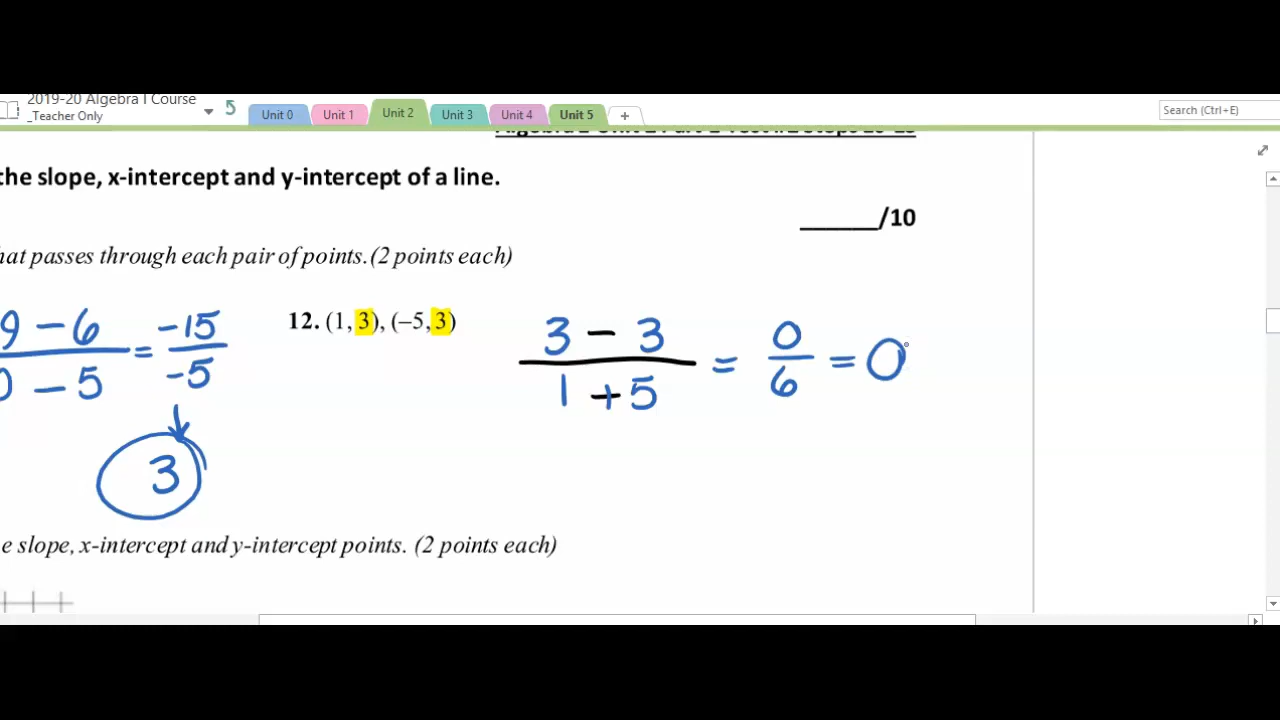 2019-20 Algebra I Course
_Teacher Only
Unit 0
Unit 1
Unit 2
Unit 3
Unit 4
Unit 5
+
Search (Ctrl+E)
the slope, x-intercept and y-intercept of a line.
______/10
hat passes through each pair of points.(2 points each)
9 - 6
0 - 5
= -15
-5
3
12. (1, 3), (–5, 3)
3 - 3
1 + 5
= 0
6
= 0
e slope, x-intercept and y-intercept points. (2 points each)